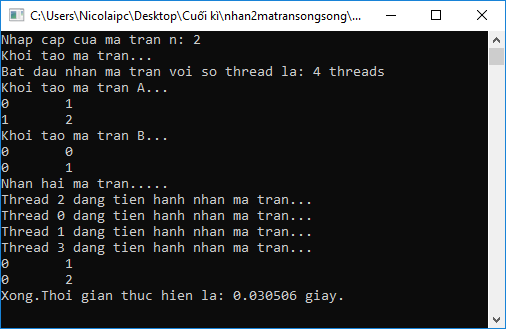 C:\Users\Nicolaipc\Desktop\Cuối kì\nhan2matransongsong\...
Nhap cap cua ma tran n: 2
Khoi tao ma tran...
Bat dau nhan ma tran voi so thread la: 4 threads
Khoi tao ma tran A...
0       1
1       2
Khoi tao ma tran B...
0       0
0       1
Nhan hai ma tran.....
Thread 2 dang tien hanh nhan ma tran...
Thread 0 dang tien hanh nhan ma tran...
Thread 1 dang tien hanh nhan ma tran...
Thread 3 dang tien hanh nhan ma tran...
0       1
0       2
Xong.Thoi gian thuc hien la: 0.030506 giay.